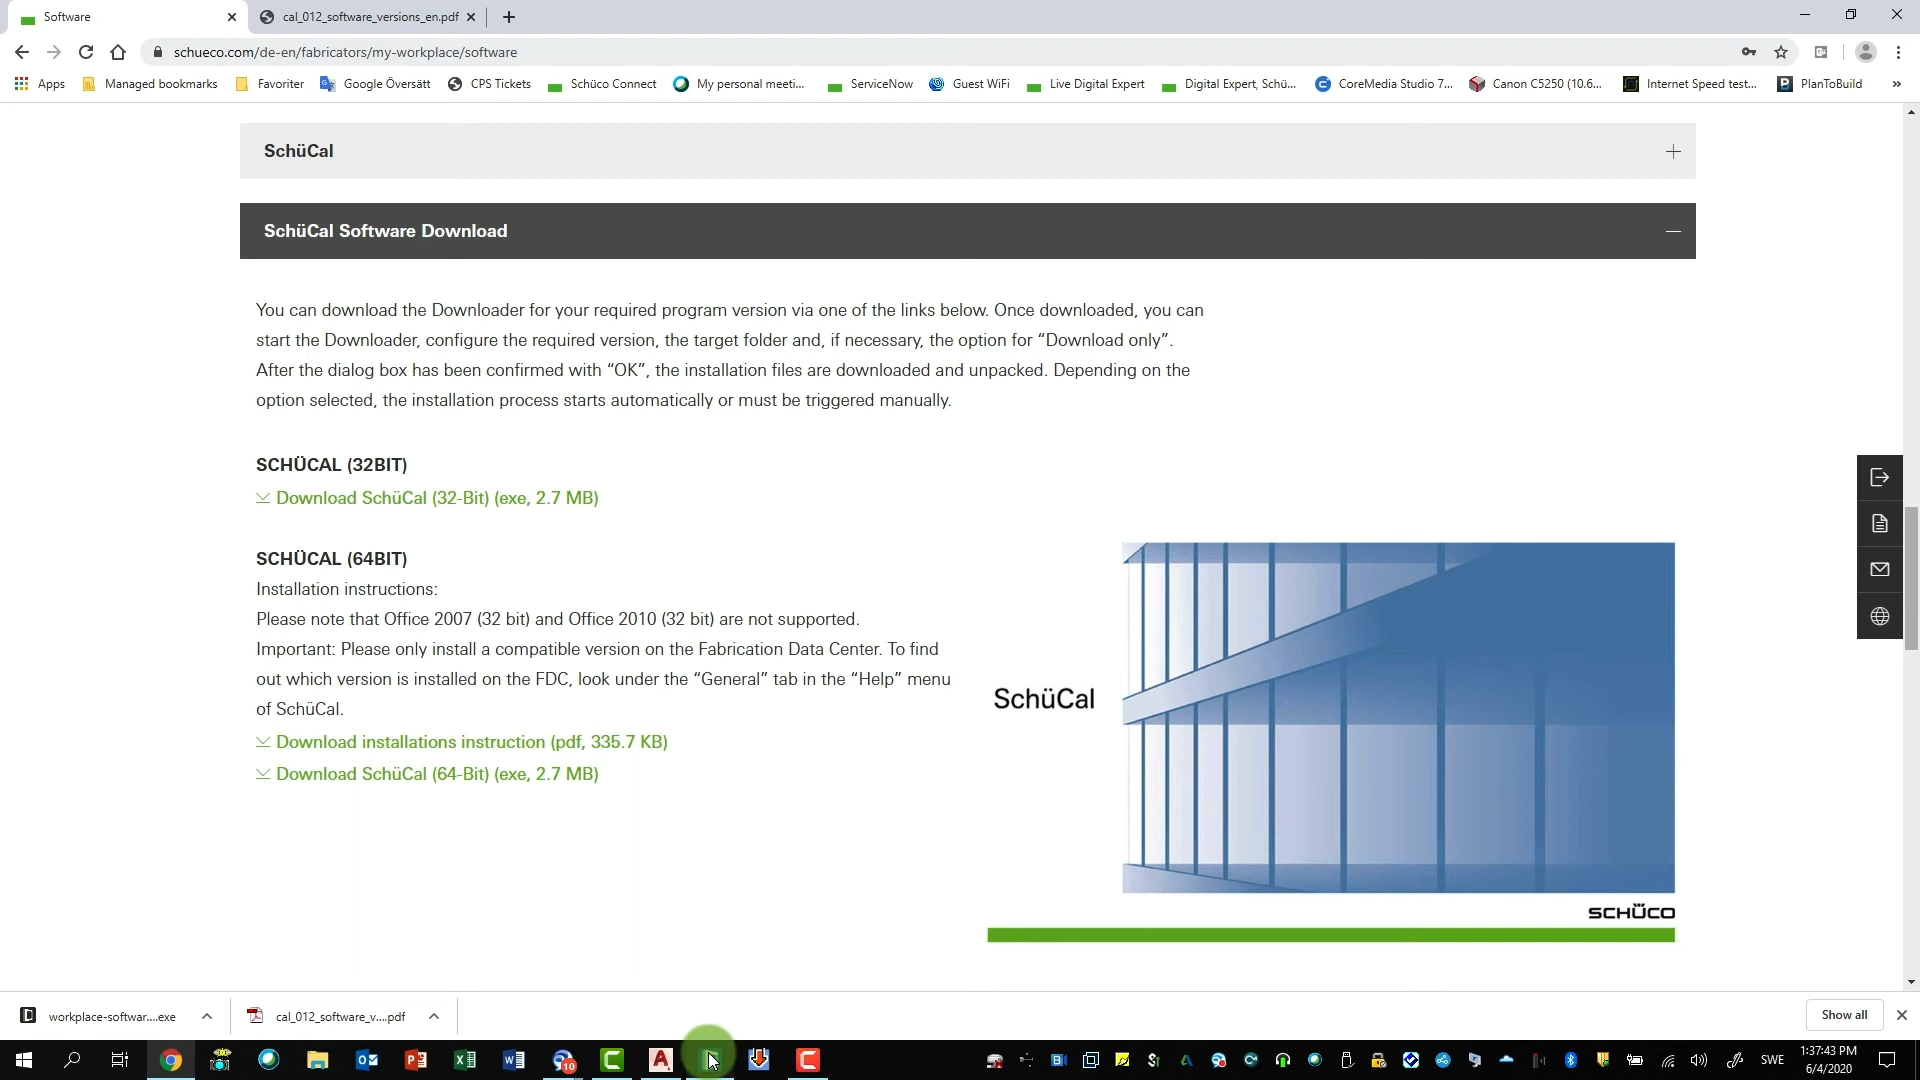 Software
cal_012_software_versions_en.pdf
schueco.com/de-en/fabricators/my-workplace/software
Apps
Managed bookmarks
Favoriter
Google Översätt
CPS Tickets
Schüco Connect
My personal meeti...
ServiceNow
Guest WiFi
Live Digital Expert
Digital Expert, Schü...
CoreMedia Studio 7...
Canon C5250 (10.6...
Internet Speed test...
PlanToBuild
»
SchüCal
SchüCal Software Download
You can download the Downloader for your required program version via one of the links below. Once downloaded, you can
start the Downloader, configure the required version, the target folder and, if necessary, the option for “Download only”.
After the dialog box has been confirmed with “OK”, the installation files are downloaded and unpacked. Depending on the
option selected, the installation process starts automatically or must be triggered manually.
SCHÜCAL (32BIT)
Download SchüCal (32-Bit) (exe, 2.7 MB)
SCHÜCAL (64BIT)
Installation instructions:
Please note that Office 2007 (32 bit) and Office 2010 (32 bit) are not supported.
Important: Please only install a compatible version on the Fabrication Data Center. To find
out which version is installed on the FDC, look under the “General” tab in the “Help” menu
of SchüCal.
Download installations instruction (pdf, 335.7 KB)
Download SchüCal (64-Bit) (exe, 2.7 MB)
SchüCal
SCHÜCO
workplace-softwar....exe
cal_012_software_v....pdf
Show all
10
SWE
1:37:43 PM
6/4/2020